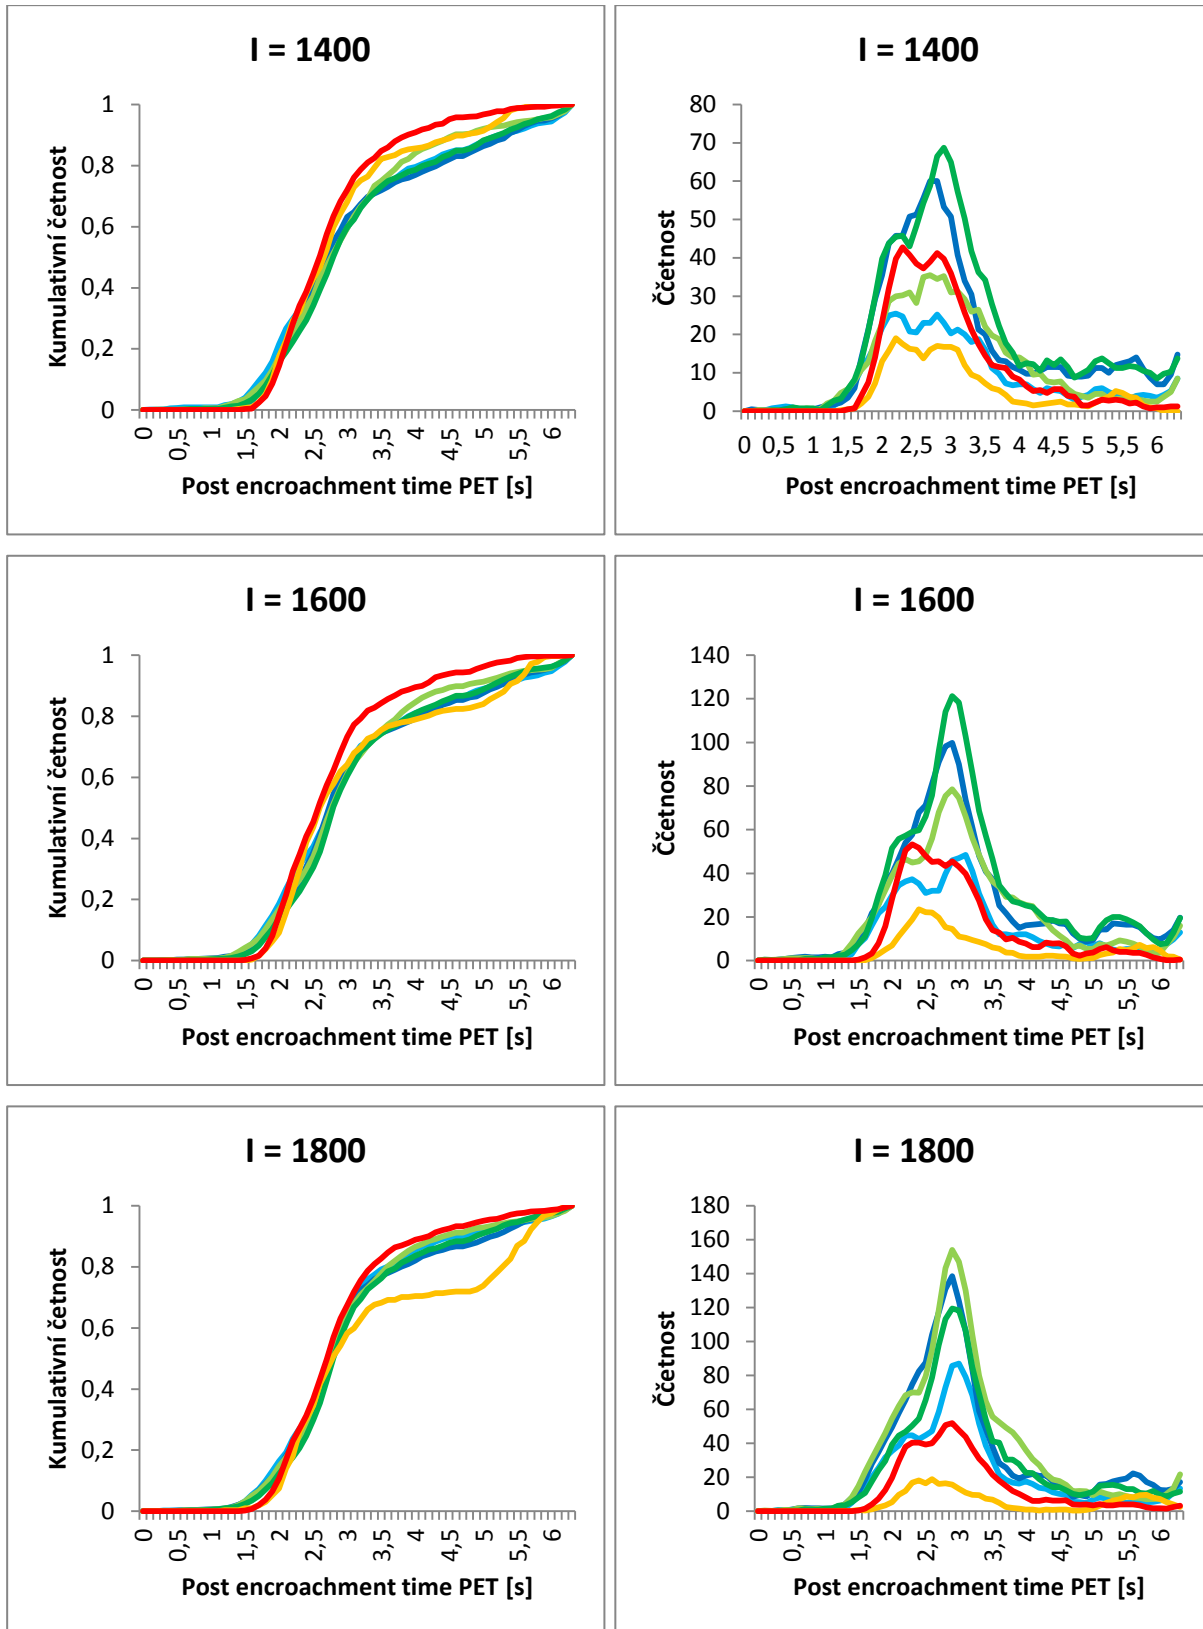 I = 1400
Kumulativní četnost
1
0,8
0,6
0,4
0,2
0
0 0,5 1 1,5 2 2,5 3 3,5 4 4,5 5 5,5 6
Post encroachment time PET [s]
I = 1400
Ččetnost
80
70
60
50
40
30
20
10
0
0 0,5 1 1,5 2 2,5 3 3,5 4 4,5 5 5,5 6
Post encroachment time PET [s]
I = 1600
Kumulativní četnost
1
0,8
0,6
0,4
0,2
0
0 0,5 1 1,5 2 2,5 3 3,5 4 4,5 5 5,5 6
Post encroachment time PET [s]
I = 1600
Ččetnost
140
120
100
80
60
40
20
0
0 0,5 1 1,5 2 2,5 3 3,5 4 4,5 5 5,5 6
Post encroachment time PET [s]
I = 1800
Kumulativní četnost
1
0,8
0,6
0,4
0,2
0
0 0,5 1 1,5 2 2,5 3 3,5 4 4,5 5 5,5 6
Post encroachment time PET [s]
I = 1800
Ččetnost
180
160
140
120
100
80
60
40
20
0
0 0,5 1 1,5 2 2,5 3 3,5 4 4,5 5 5,5 6
Post encroachment time PET [s]